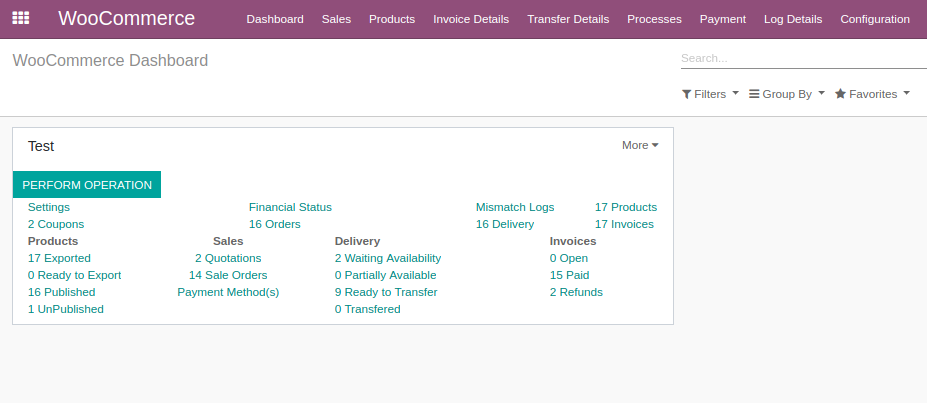 WooCommerce Dashboard Sales Products Invoice Details Transfer Details Processes Payment Log Details Configuration
WooCommerce Dashboard
Search...
Filters Group By Favorites
Test More
PERFORM OPERATION
Settings Financial Status Mismatch Logs 17 Products
2 Coupons 16 Orders 16 Delivery 17 Invoices
Products Sales Delivery Invoices
17 Exported 2 Quotations 2 Waiting Availability 0 Open
0 Ready to Export 14 Sale Orders 0 Partially Available 15 Paid
16 Published Payment Method(s) 9 Ready to Transfer 2 Refunds
1 UnPublished 0 Transfered